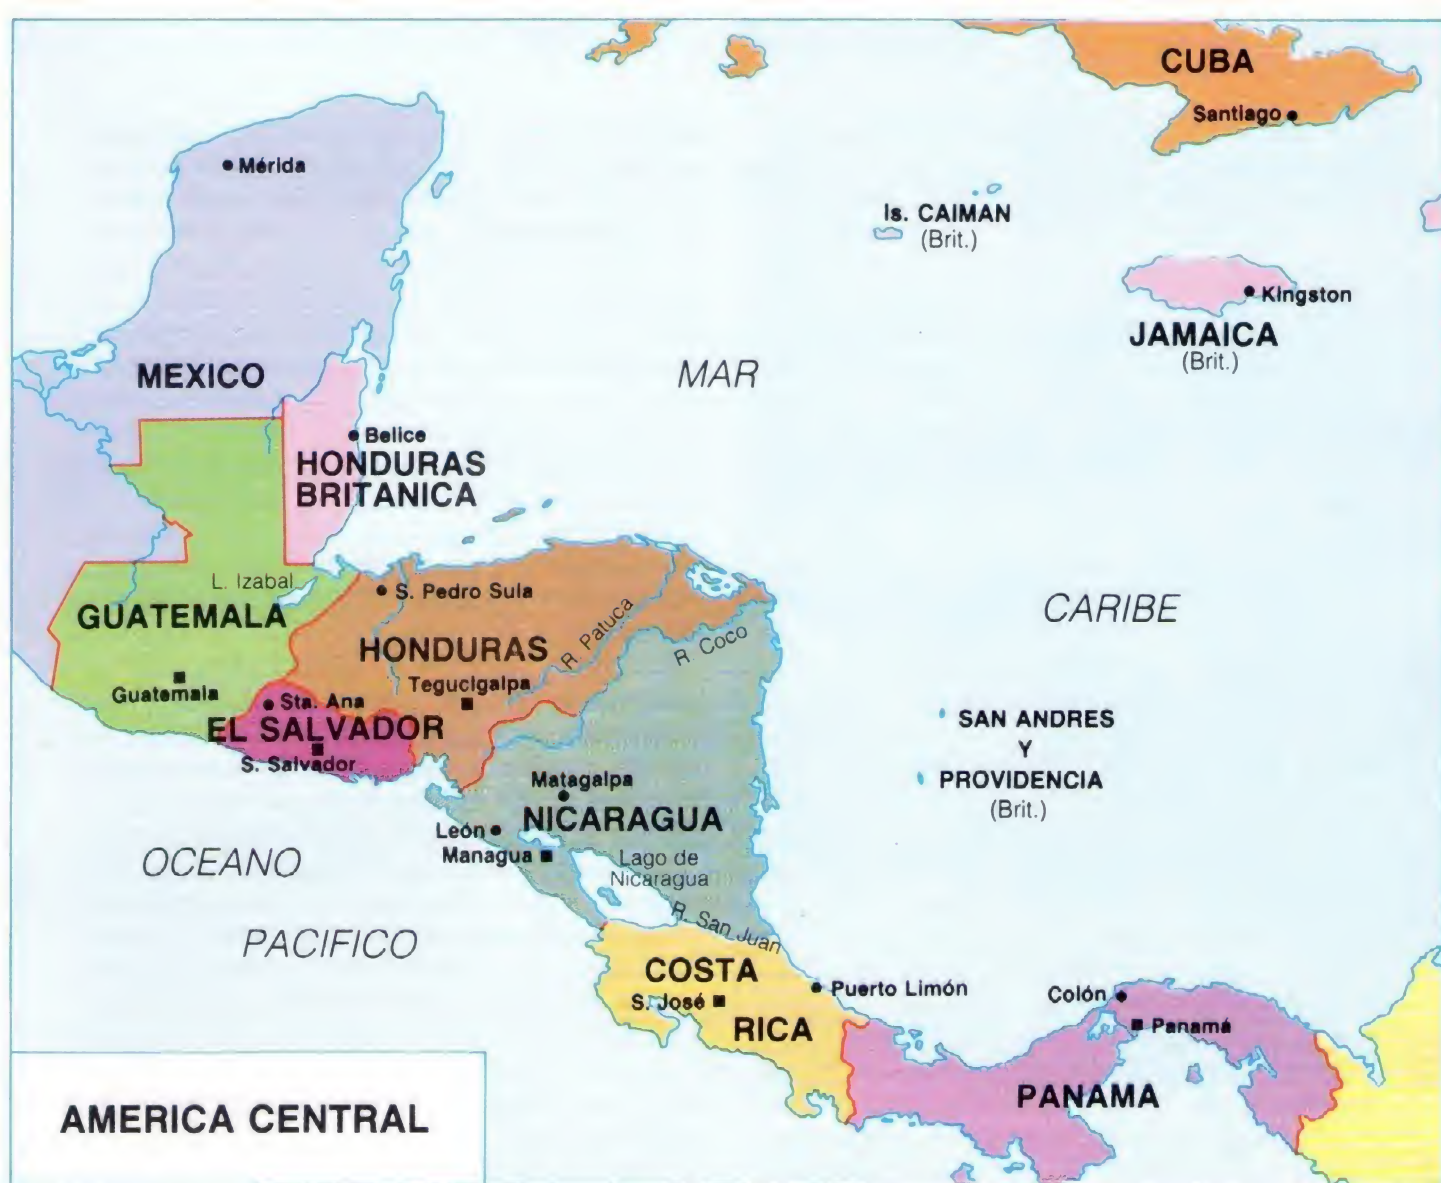 CUBA
Santiago
Mérida
Is. CAIMAN
(Brit.)
Kingston
JAMAICA
(Brit.)
MAR
MEXICO
Belice
HONDURAS
BRITANICA
L. Izabal
S. Pedro Sula
GUATEMALA
R. Patuca
CARIBE
HONDURAS
R. Coco
Guatemala
Tegucigalpa
Sta. Ana
EL SALVADOR
S. Salvador
SAN ANDRES
Y
PROVIDENCIA
(Brit.)
Matagalpa
NICARAGUA
León
Managua
Lago de
Nicaragua
OCEANO
PACIFICO
R. San Juan
COSTA
S. José
RICA
Puerto Limón
Colón
Panamá
PANAMA
AMERICA CENTRAL